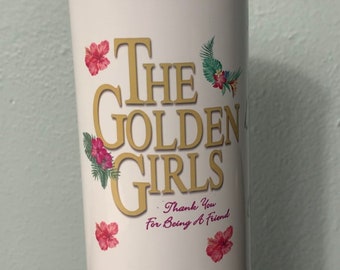 THE
GOLDEN
GIRLS
Thank You
For Being A Friend